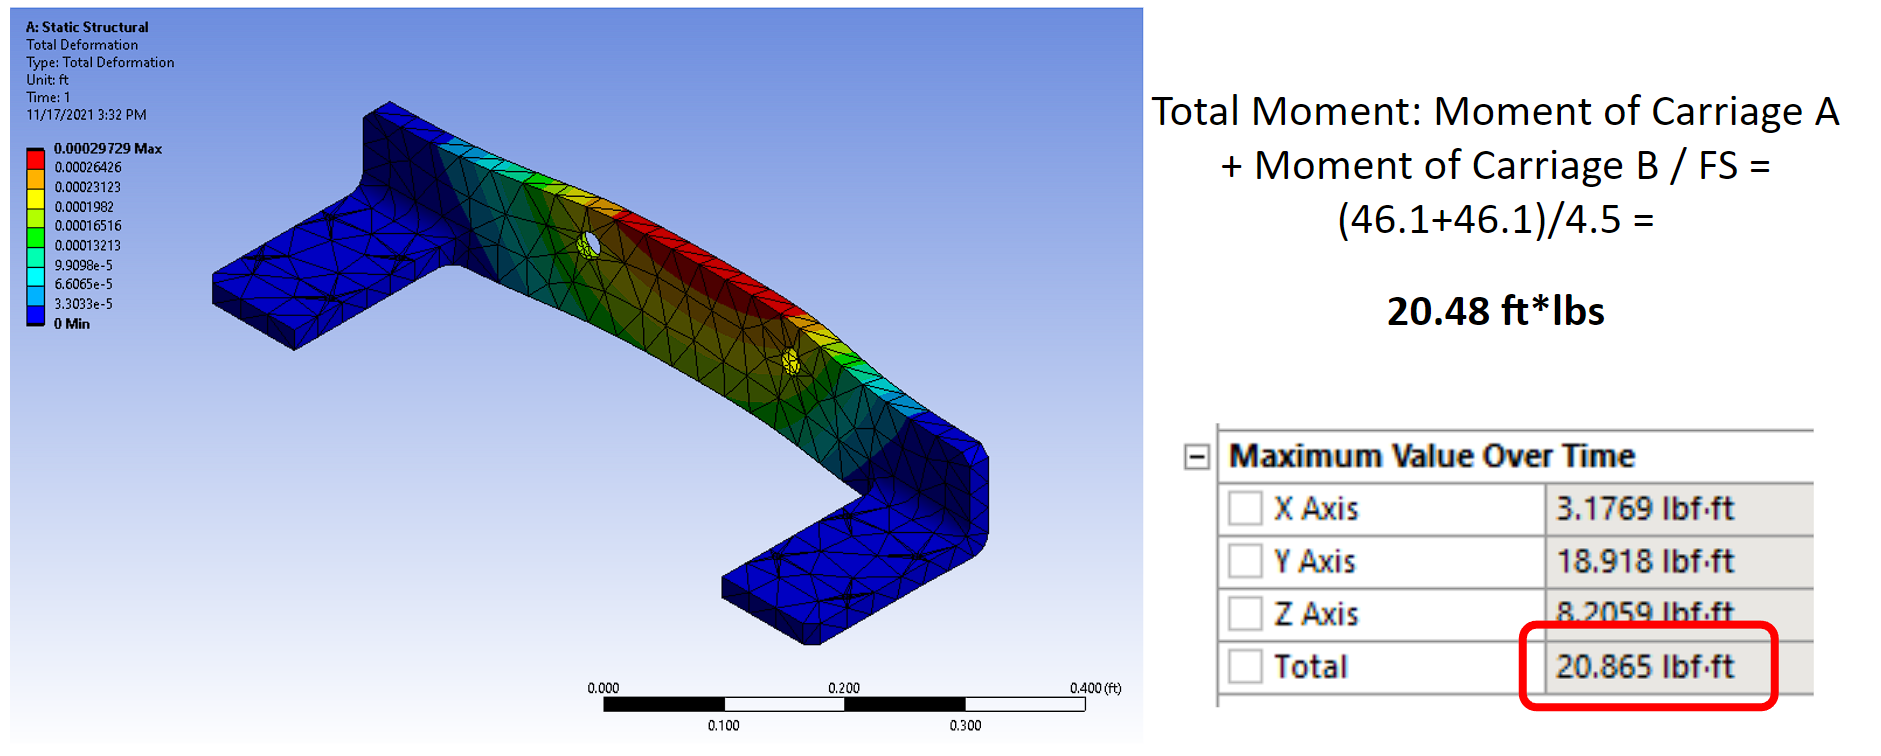 A: Static Structural
Total Deformation
Type: Total Deformation
Unit: ft
Time: 1
11/17/2021 3:32 PM
0.00029729 Max
0.00026426
0.00023123
0.0001982
0.00016516
0.00013213
9.9098e-5
6.6065e-5
3.3033e-5
0 Min
0.000 0.200 0.400 (ft)
0.100 0.300
Total Moment: Moment of Carriage A
+ Moment of Carriage B / FS =
(46.1+46.1)/4.5 =
20.48 ft*lbs
Maximum Value Over Time
X Axis 3.1769 lbf·ft
Y Axis 18.918 lbf·ft
Z Axis 8.2059 lbf·ft
Total 20.865 lbf·ft